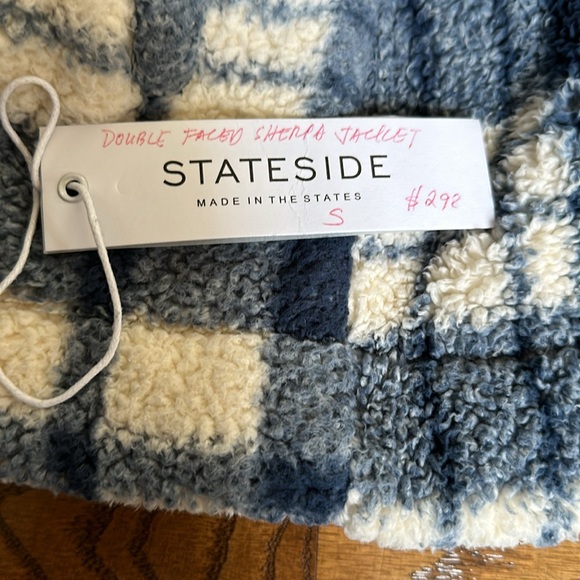 DOUBLE FACED SHERPA JACKET
STATESIDE
MADE IN THE STATES
S $292